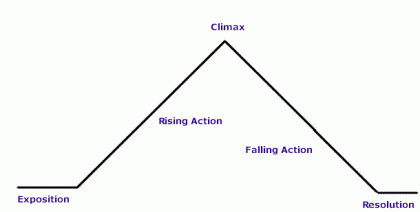 Climax
Rising Action
Falling Action
Exposition
Resolution